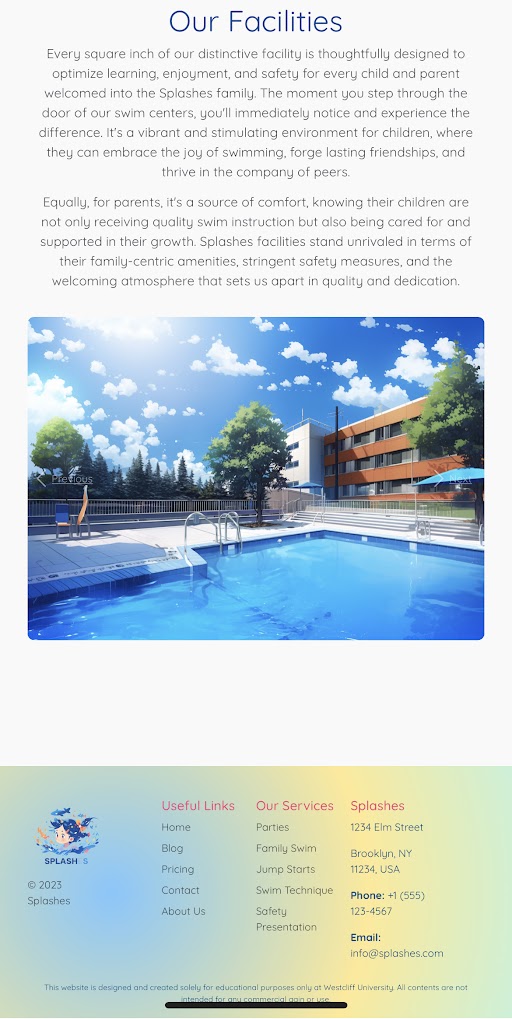 Our Facilities
Every square inch of our distinctive facility is thoughtfully designed to
optimize learning, enjoyment, and safety for every child and parent
welcomed into the Splashes family. The moment you step through the
door of our swim centers, you'll immediately notice and experience the
difference. It's a vibrant and stimulating environment for children, where
they can embrace the joy of swimming, forge lasting friendships, and
thrive in the company of peers.
Equally, for parents, it's a source of comfort, knowing their children are
not only receiving quality swim instruction but also being cared for and
supported in their growth. Splashes facilities stand unrivaled in terms of
their family-centric amenities, stringent safety measures, and the
welcoming atmosphere that sets us apart in quality and dedication.
Previous
Next
SPLASHES
© 2023
Splashes
Useful Links
Home
Blog
Pricing
Contact
About Us
Our Services
Parties
Family Swim
Jump Starts
Swim Technique
Safety
Presentation
Splashes
1234 Elm Street
Brooklyn, NY
11234, USA
Phone: +1 (555)
123-4567
Email:
info@splashes.com
This website is designed and created solely for educational purposes only at Westcliff University. All contents are not
intended for any commercial gain or use.